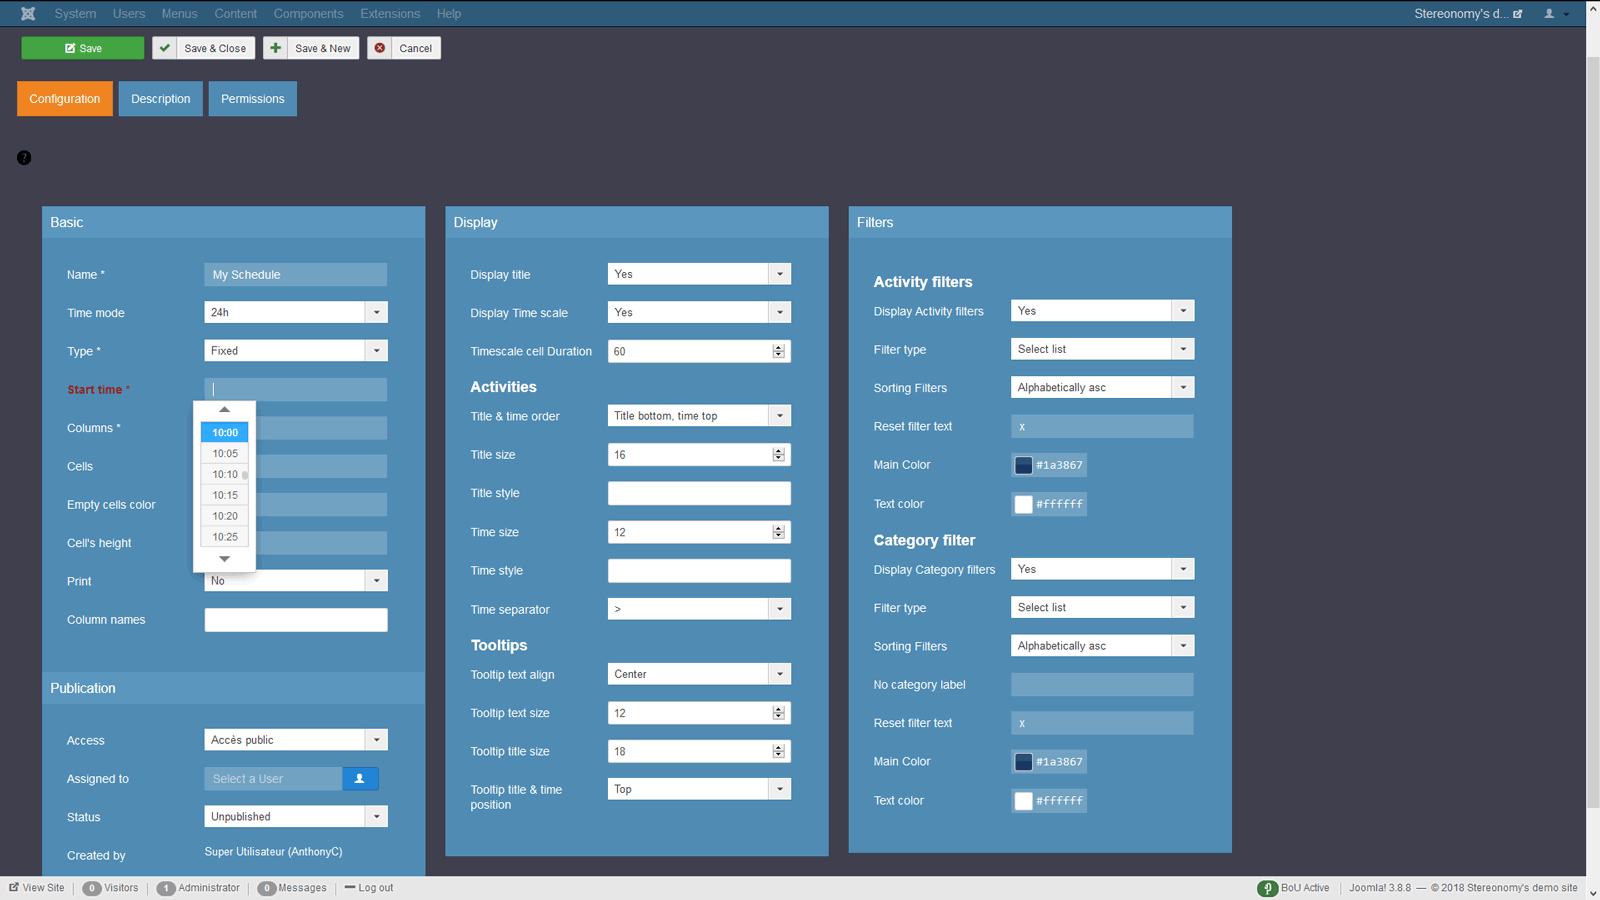 System Users Menus Content Components Extensions Help Stereonomy's d...
Save Save & Close Save & New Cancel
Configuration Description Permissions
?
Basic
Name * My Schedule
Time mode 24h
Type * Fixed
Start time *
Columns *
Cells
Empty cells color
Cell's height
10:00
10:05
10:10
10:15
10:20
10:25
Print No
Column names
Publication
Access Accès public
Assigned to Select a User
Status Unpublished
Created by Super Utilisateur (AnthonyC)
Display
Display title Yes
Display Time scale Yes
Timescale cell Duration 60
Activities
Title & time order Title bottom, time top
Title size 16
Title style
Time size 12
Time style
Time separator >
Tooltips
Tooltip text align Center
Tooltip text size 12
Tooltip title size 18
Tooltip title & time Top
position
Filters
Activity filters
Display Activity filters Yes
Filter type Select list
Sorting Filters Alphabetically asc
Reset filter text x
Main Color #1a3867
Text color #ffffff
Category filter
Display Category filters Yes
Filter type Select list
Sorting Filters Alphabetically asc
No category label
Reset filter text x
Main Color #1a3867
Text color #ffffff
View Site 0 Visitors 1 Administrator 0 Messages Log out BoU Active Joomla! 3.8.8 — © 2018 Stereonomy's demo site